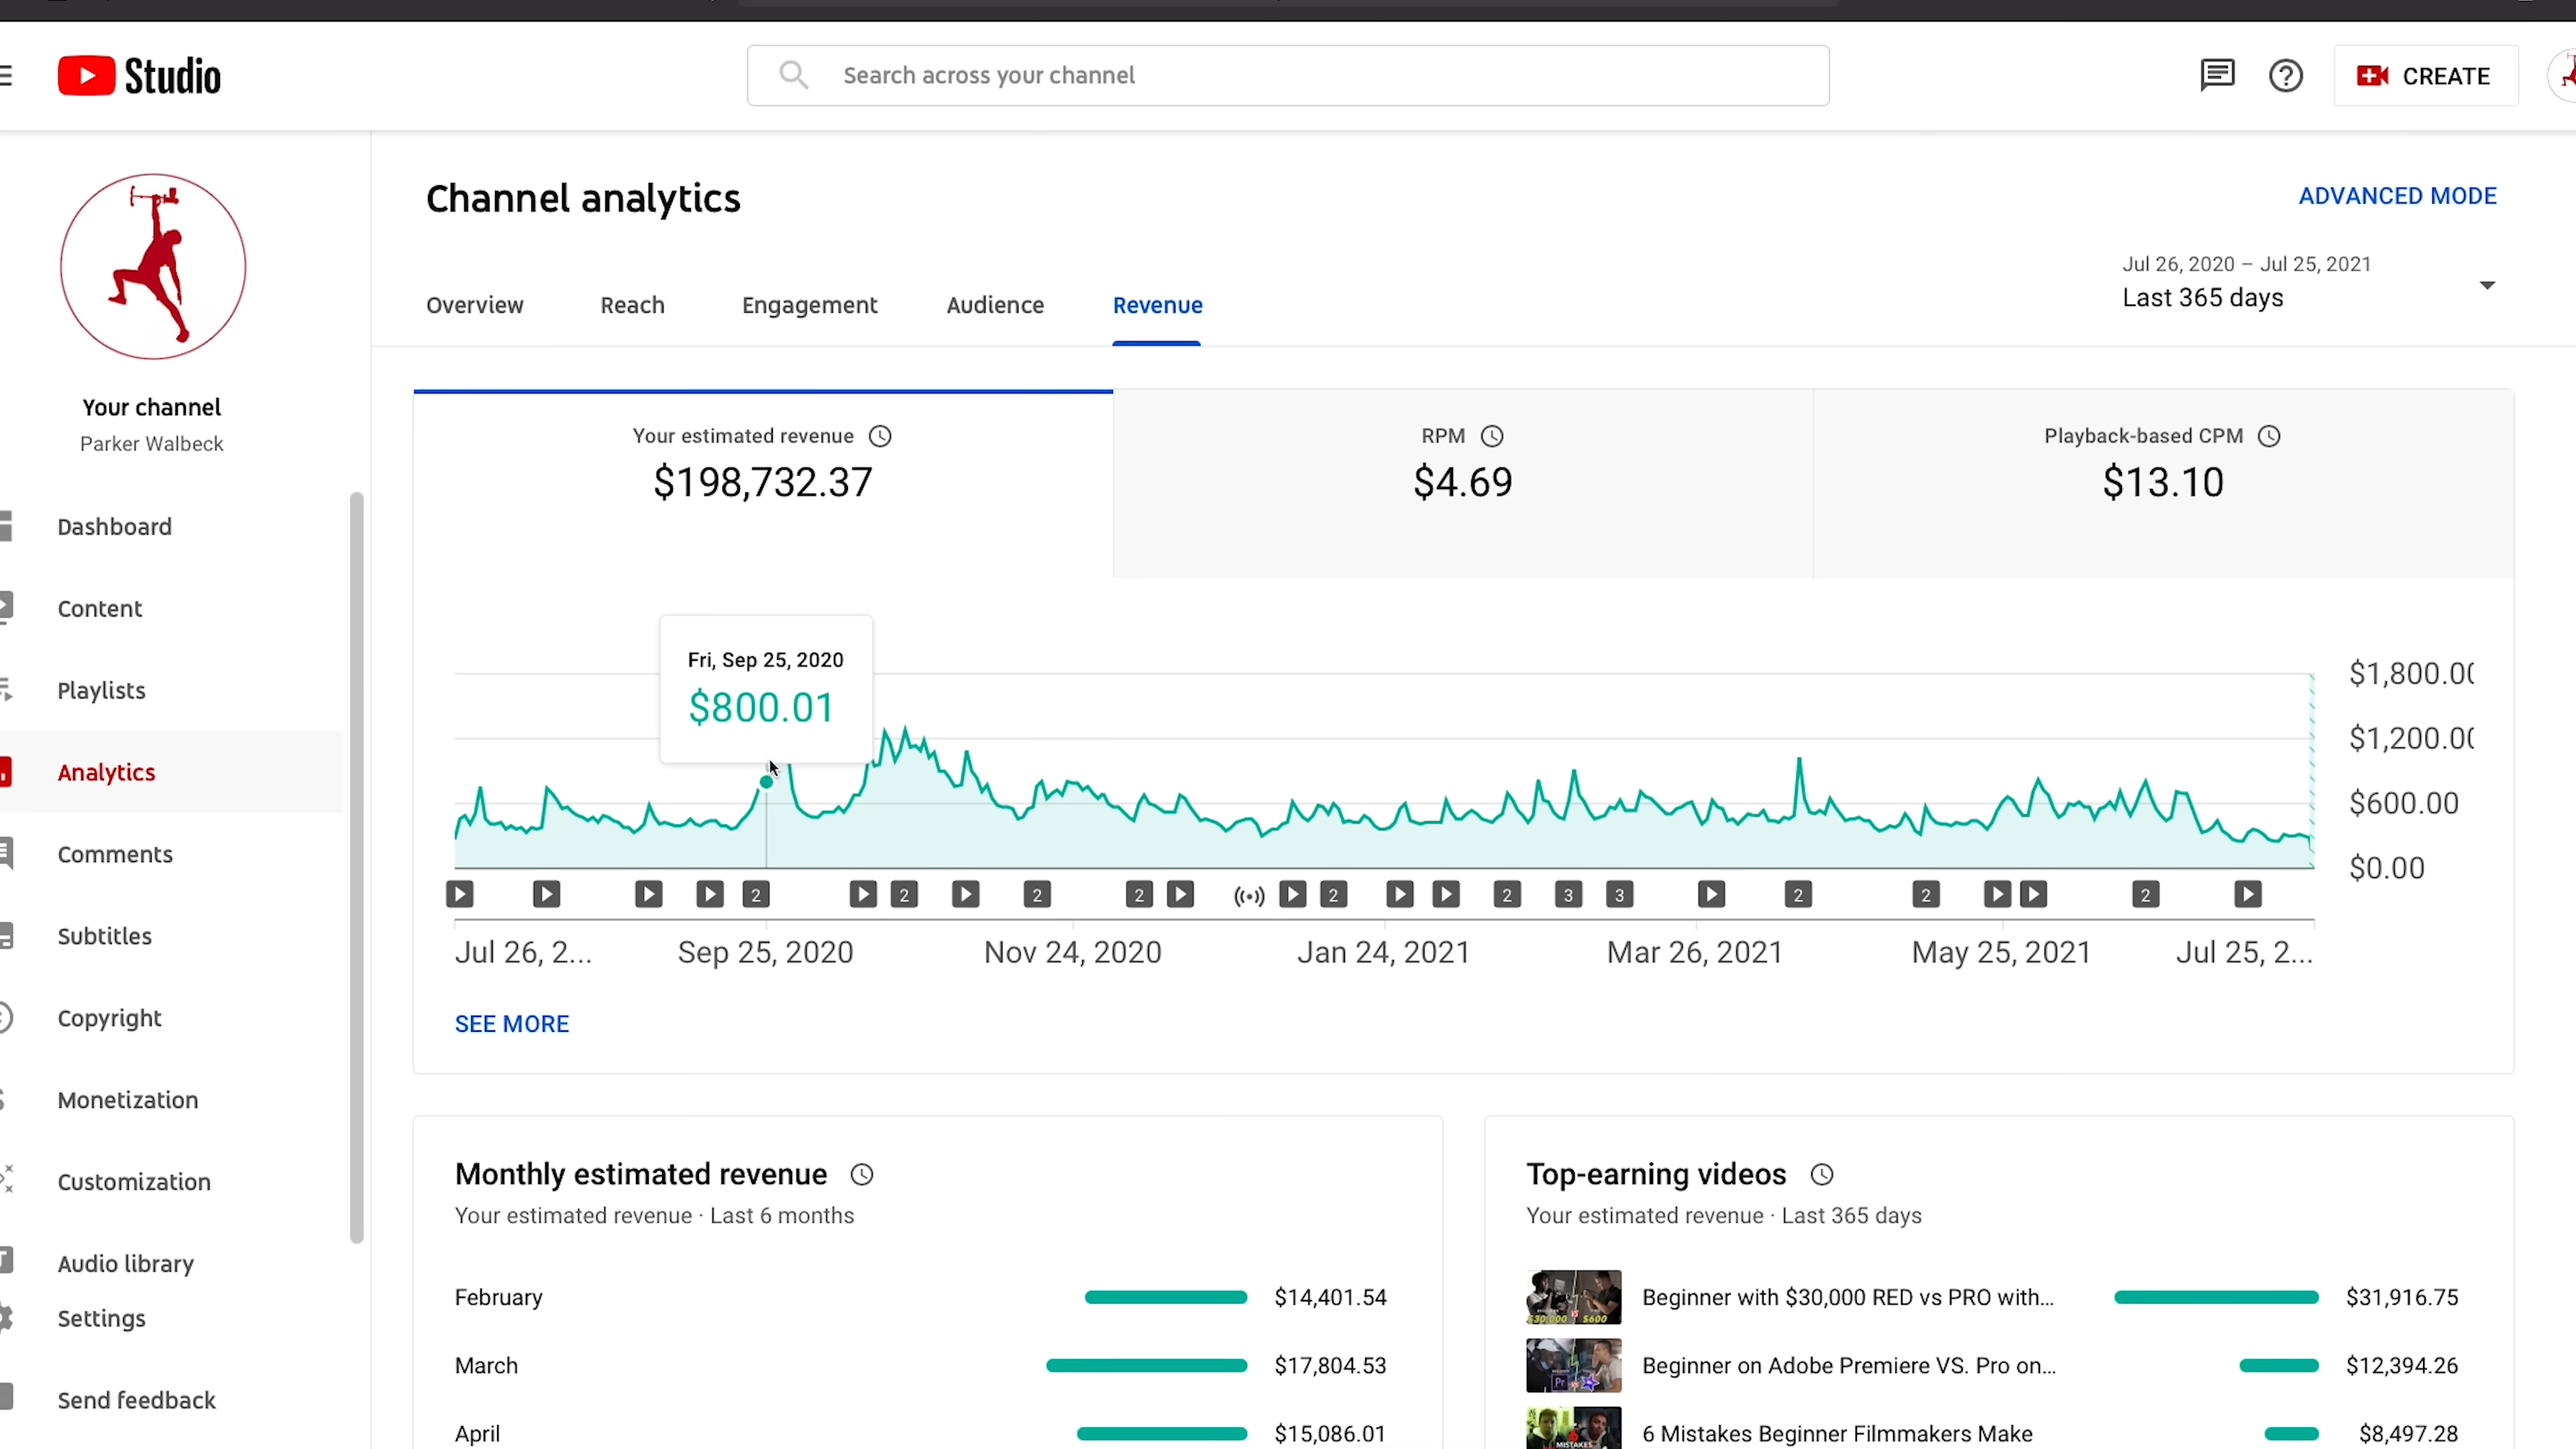 Studio
Search across your channel
CREATE
Channel analytics
ADVANCED MODE
Jul 26, 2020 – Jul 25, 2021
Last 365 days
Overview
Reach
Engagement
Audience
Revenue
Your channel
Parker Walbeck
Dashboard
Content
Playlists
Analytics
Comments
Subtitles
Copyright
Monetization
Customization
Audio library
Settings
Send feedback
Your estimated revenue
$198,732.37
RPM
$4.69
Playback-based CPM
$13.10
Fri, Sep 25, 2020
$800.01
$1,800.00
$1,200.00
$600.00
$0.00
2 2 2 2 2 2 3 3 2 2 2
Jul 26, 2... Sep 25, 2020 Nov 24, 2020 Jan 24, 2021 Mar 26, 2021 May 25, 2021 Jul 25, 2...
SEE MORE
Monthly estimated revenue
Your estimated revenue · Last 6 months
February $14,401.54
March $17,804.53
April $15,086.01
Top-earning videos
Your estimated revenue · Last 365 days
$30,000 $600
Beginner with $30,000 RED vs PRO with... $31,916.75
Pr
Beginner on Adobe Premiere VS. Pro on... $12,394.26
6 MISTAKES
6 Mistakes Beginner Filmmakers Make $8,497.28